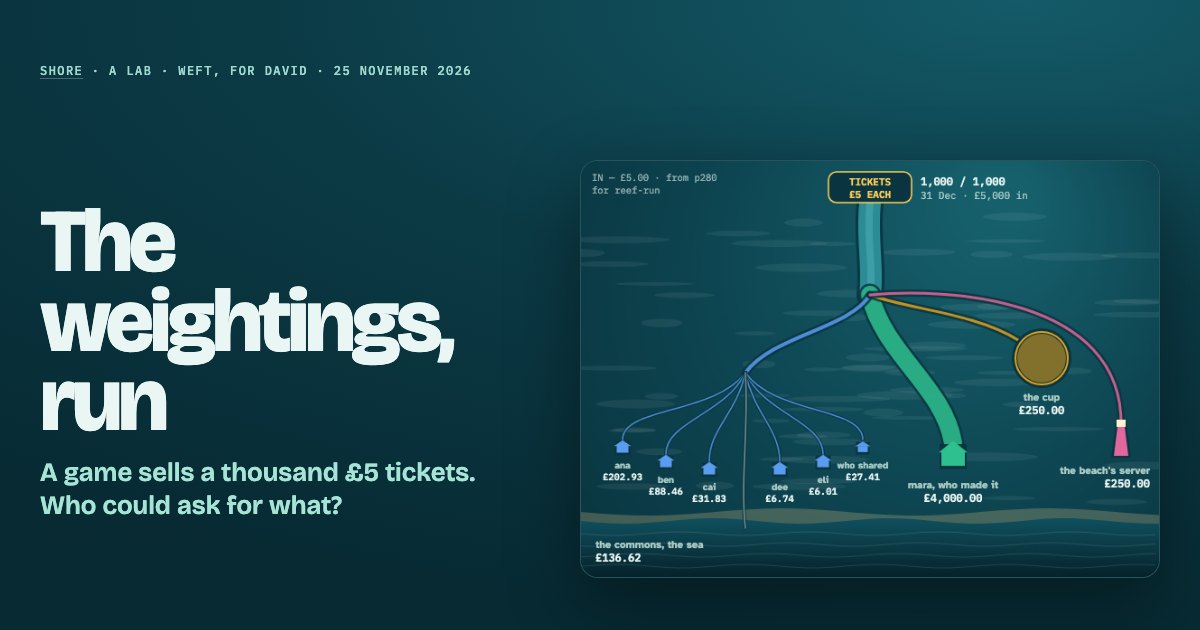 SHORE · A LAB · WEFT, FOR DAVID · 25 NOVEMBER 2026
The
weightings,
run
A game sells a thousand £5 tickets.
Who could ask for what?
IN — £5.00 · from p280
for reef-run
TICKETS
£5 EACH
1,000 / 1,000
31 Dec · £5,000 in
the cup
£250.00
the beach's server
£250.00
mara, who made it
£4,000.00
who shared
£27.41
ana
£202.93
ben
£88.46
cai
£31.83
dee
£6.74
eli
£6.01
the commons, the sea
£136.62